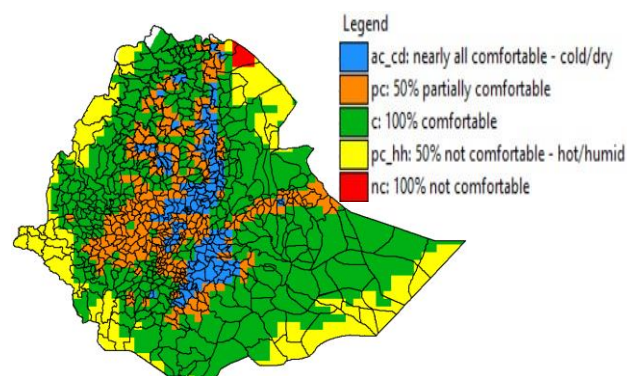 Legend
ac_cd: nearly all comfortable - cold/dry
pc: 50% partially comfortable
c: 100% comfortable
pc_hh: 50% not comfortable - hot/humid
nc: 100% not comfortable